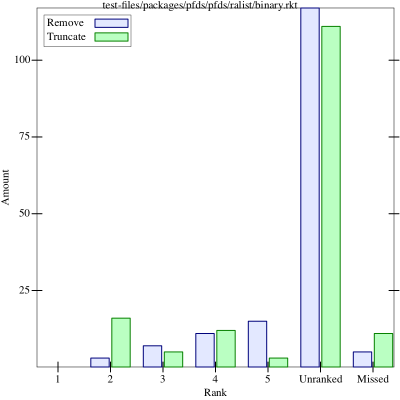 test-files/packages/pfds/pfds/ralist/binary.rkt
Remove
Truncate
100
75
50
25
Amount
1 2 3 4 5 Unranked Missed
Rank